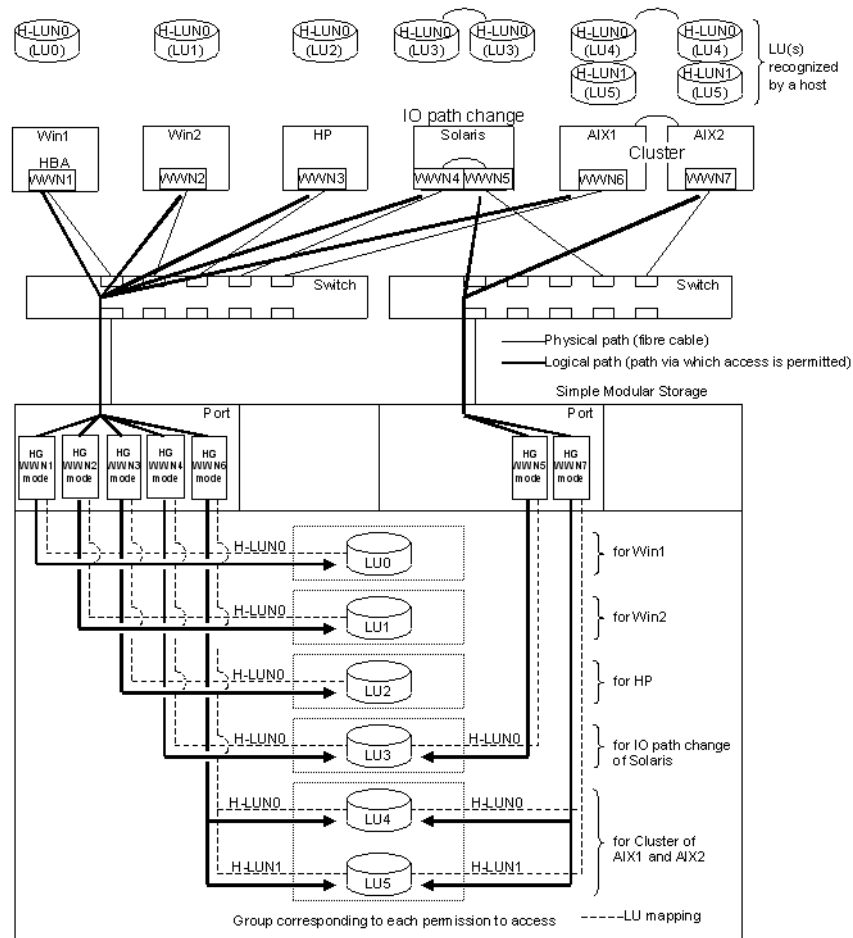 H-LUN0 H-LUN0 H-LUN0 H-LUN0 H-LUN0 H-LUN0 H-LUN0
(LU0) (LU1) (LU2) (LU3) (LU3) (LU4) (LU4)
H-LUN1 H-LUN1
(LU5) (LU5)
LU(s)
recognized
by a host
IO path change
Win1 Win2 HP Solaris AIX1 AIX2
HBA
Cluster
WWN1 WWN2 WWN3 WWN4 WWN5 WWN6 WWN7
Switch Switch
Physical path (fibre cable)
Logical path (path via which access is permitted)
Simple Modular Storage
Port Port
HG HG HG HG HG HG HG
WWN1 WWN2 WWN3 WWN4 WWN6 WWN5 WWN7
mode mode mode mode mode mode mode
H-LUN0
LU0
for Win1
H-LUN0
LU1
for Win2
H-LUN0
LU2
for HP
H-LUN0 H-LUN0
LU3
for IO path change
of Solaris
H-LUN0 H-LUN0
LU4
for Cluster of
AIX1 and AIX2
H-LUN1 H-LUN1
LU5
Group corresponding to each permission to access
LU mapping